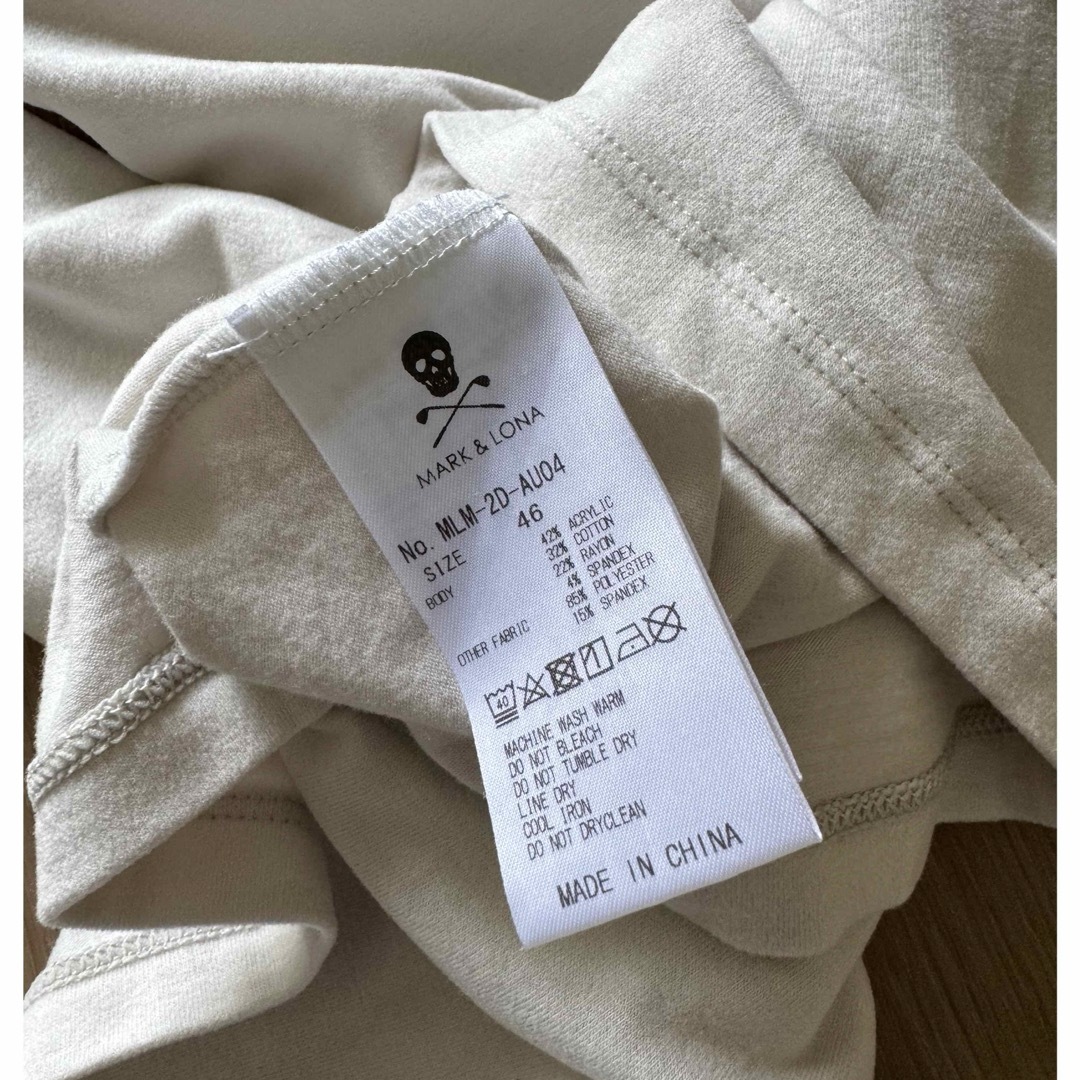 MARK & LONA
No. MLM-2D-AU04
SIZE 46
BODY 42% ACRYLIC
32% COTTON
22% RAYON
4% SPANDEX
OTHER FABRIC 85% POLYESTER
15% SPANDEX
40
MACHINE WASH WARM
DO NOT BLEACH
DO NOT TUMBLE DRY
LINE DRY
COOL IRON
DO NOT DRYCLEAN
MADE IN CHINA